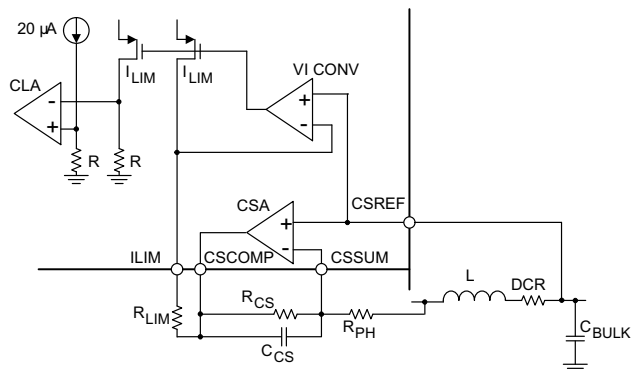 20 µA
CLA
-
+
R
R
I_LIM
I_LIM
VI CONV
+
-
CSA
+
-
CSREF
ILIM
CSCOMP
CSSUM
R_LIM
R_CS
C_CS
R_PH
L
DCR
C_BULK